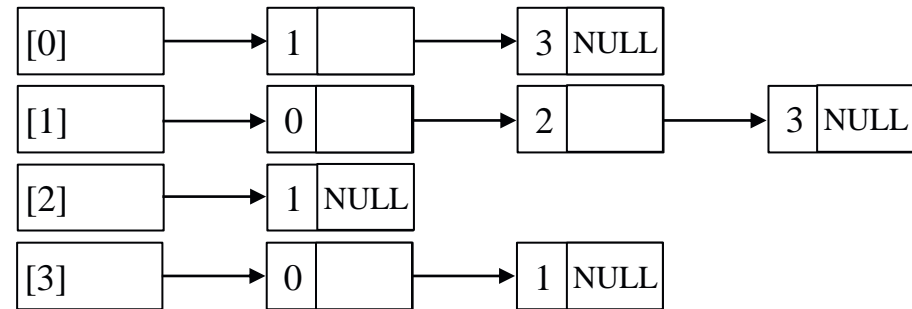 [0] 1 3 NULL
[1] 0 2 3 NULL
[2] 1 NULL
[3] 0 1 NULL